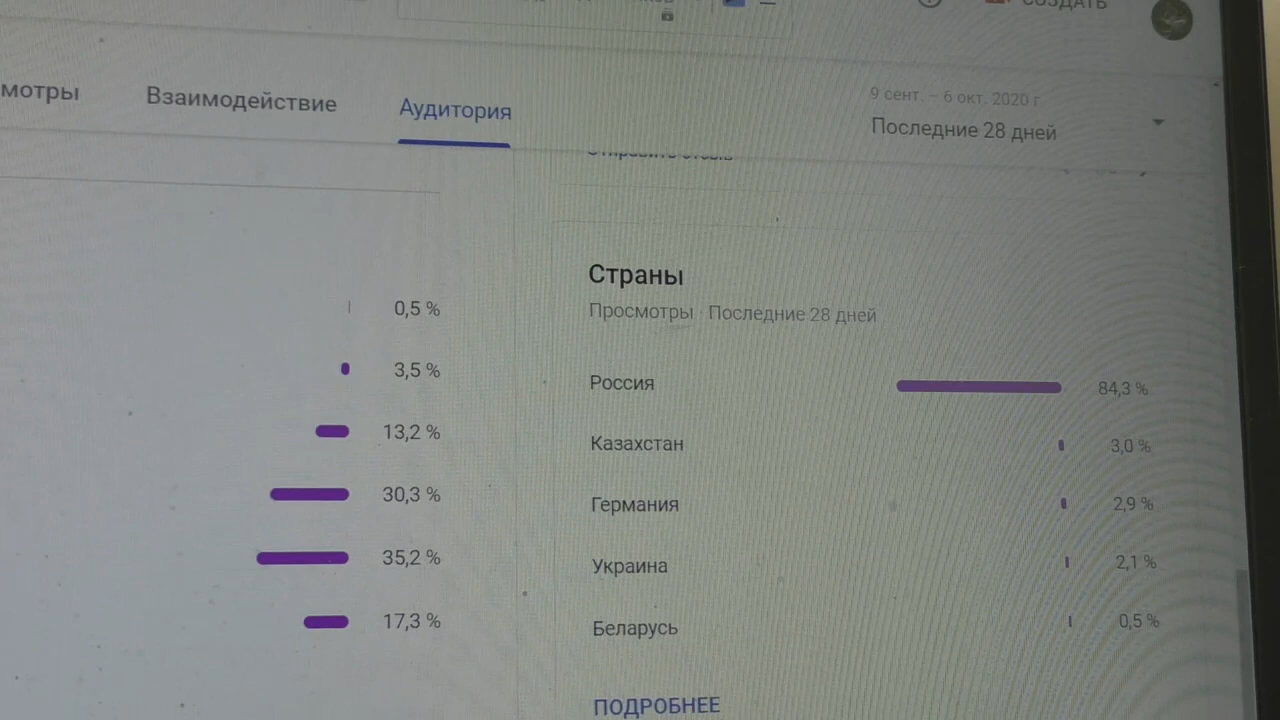 СОЗДАТЬ
мотры Взаимодействие Аудитория
9 сент. – 6 окт. 2020 г.
Последние 28 дней
0,5 %
3,5 %
13,2 %
30,3 %
35,2 %
17,3 %
Страны
Просмотры · Последние 28 дней
Россия 84,3 %
Казахстан 3,0 %
Германия 2,9 %
Украина 2,1 %
Беларусь 0,5 %
ПОДРОБНЕЕ